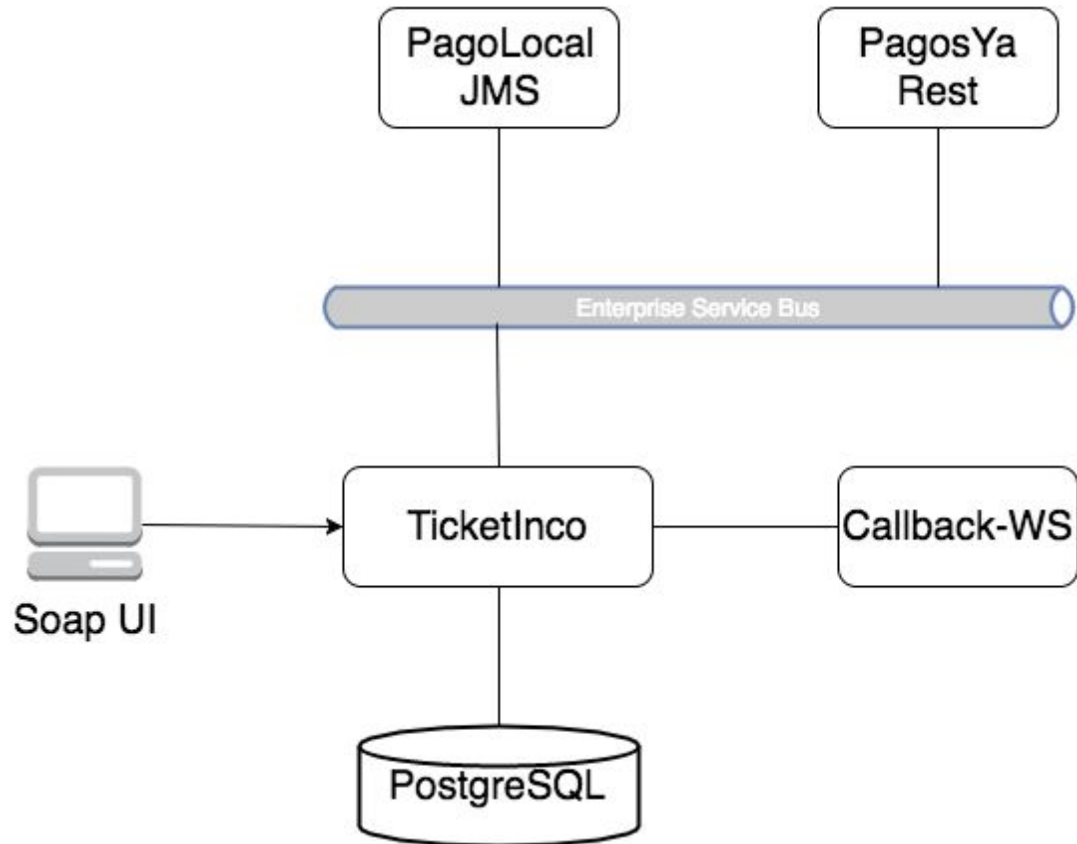 PagoLocal
JMS
PagosYa
Rest
Enterprise Service Bus
TicketInco
Callback-WS
Soap UI
PostgreSQL